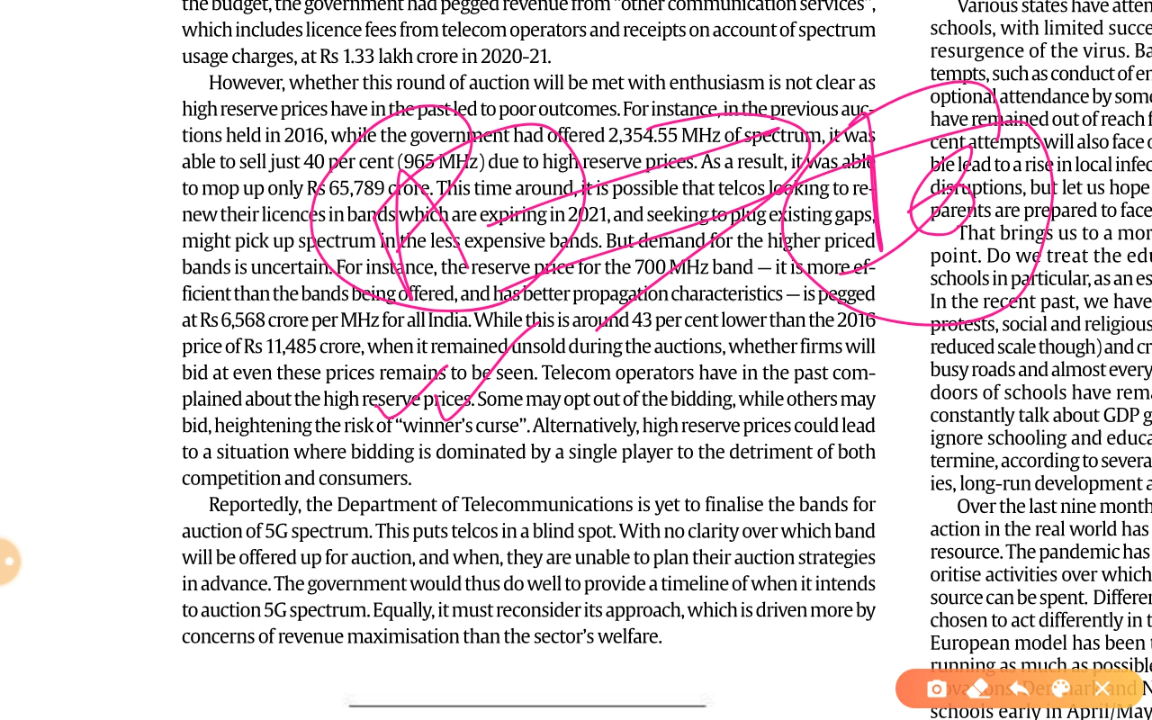 the budget, the government had pegged revenue from "other communication services",
which includes licence fees from telecom operators and receipts on account of spectrum
usage charges, at Rs 1.33 lakh crore in 2020-21.
However, whether this round of auction will be met with enthusiasm is not clear as
high reserve prices have in the past led to poor outcomes. For instance, in the previous auc-
tions held in 2016, while the government had offered 2,354.55 MHz of spectrum, it was
able to sell just 40 per cent (965 MHz) due to high reserve prices. As a result, it was able
to mop up only Rs 65,789 crore. This time around, it is possible that telcos looking to re-
new their licences in bands which are expiring in 2021, and seeking to plug existing gaps,
might pick up spectrum in the less expensive bands. But demand for the higher priced
bands is uncertain. For instance, the reserve price for the 700 MHz band — it is more ef-
ficient than the bands being offered, and has better propagation characteristics — is pegged
at Rs 6,568 crore per MHz for all India. While this is around 43 per cent lower than the 2016
price of Rs 11,485 crore, when it remained unsold during the auctions, whether firms will
bid at even these prices remains to be seen. Telecom operators have in the past com-
plained about the high reserve prices. Some may opt out of the bidding, while others may
bid, heightening the risk of "winner's curse". Alternatively, high reserve prices could lead
to a situation where bidding is dominated by a single player to the detriment of both
competition and consumers.
Reportedly, the Department of Telecommunications is yet to finalise the bands for
auction of 5G spectrum. This puts telcos in a blind spot. With no clarity over which band
will be offered up for auction, and when, they are unable to plan their auction strategies
in advance. The government would thus do well to provide a timeline of when it intends
to auction 5G spectrum. Equally, it must reconsider its approach, which is driven more by
concerns of revenue maximisation than the sector's welfare.
Various states have atten
schools, with limited succe
resurgence of the virus. Ba
tempts, such as conduct of en
optional attendance by some
have remained out of reach f
cent attempts will also face o
ble lead to a rise in local infec
disruptions, but let us hope
parents are prepared to face
That brings us to a mor
point. Do we treat the edu
schools in particular, as an es
In the recent past, we have
protests, social and religious
reduced scale though) and cr
busy roads and almost every
doors of schools have rema
constantly talk about GDP g
ignore schooling and educa
termine, according to severa
ies, long-run development a
Over the last nine month
action in the real world has
resource. The pandemic has
oritise activities over which
source can be spent. Differen
chosen to act differently in t
European model has been t
running as much as possible
schools early in April/May